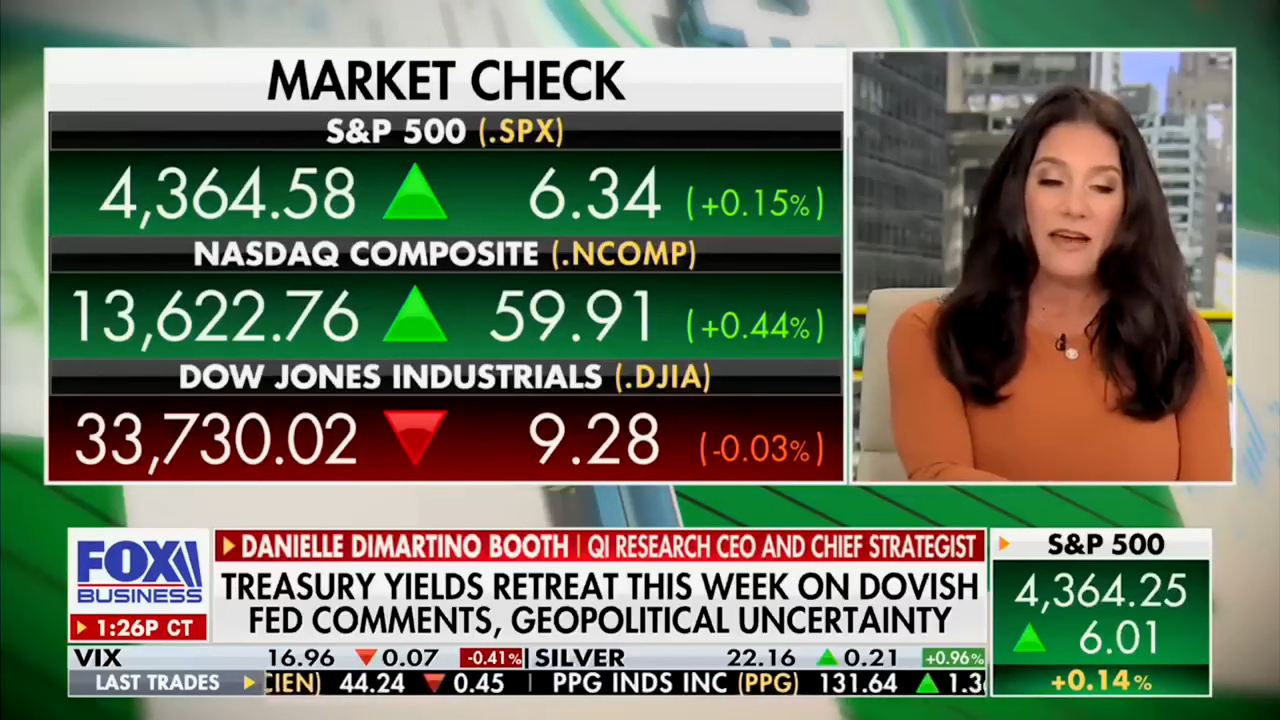 MARKET CHECK
S&P 500 (.SPX)
4,364.58 6.34 (+0.15%)
NASDAQ COMPOSITE (.NCOMP)
13,622.76 59.91 (+0.44%)
DOW JONES INDUSTRIALS (.DJIA)
33,730.02 9.28 (-0.03%)
FOX
BUSINESS
1:26P CT
DANIELLE DIMARTINO BOOTH | QI RESEARCH CEO AND CHIEF STRATEGIST
TREASURY YIELDS RETREAT THIS WEEK ON DOVISH
FED COMMENTS, GEOPOLITICAL UNCERTAINTY
S&P 500
4,364.25
6.01
+0.14%
VIX 16.96 0.07 -0.41% SILVER 22.16 0.21 +0.96%
LAST TRADES CIEN) 44.24 0.45 | PPG INDS INC (PPG) 131.64 1.3